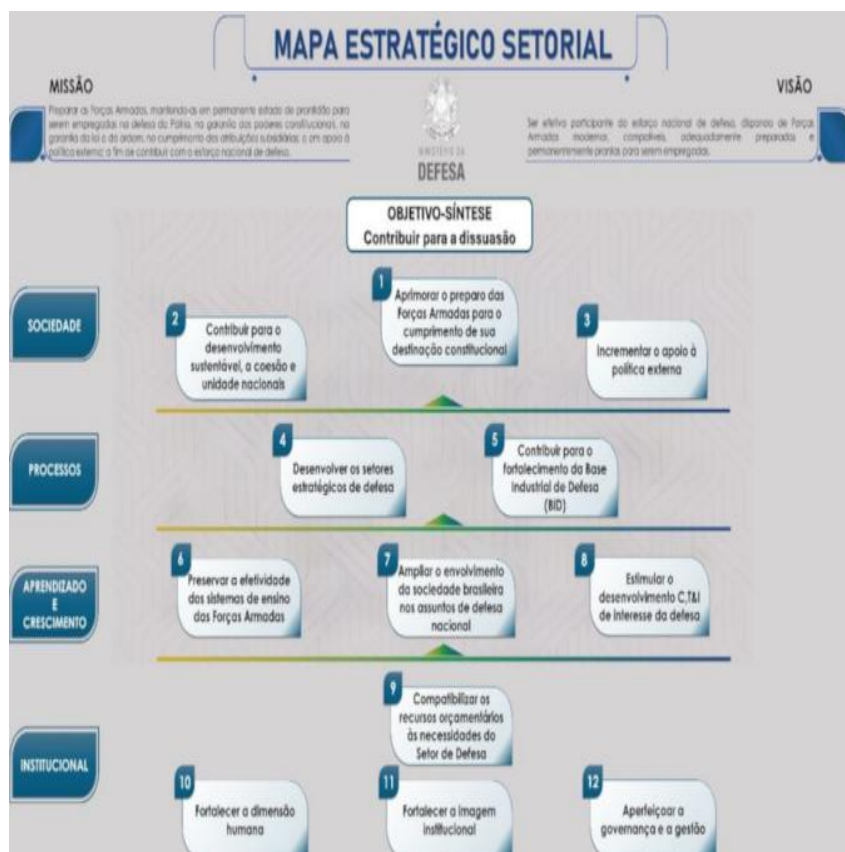 MAPA ESTRATÉGICO SETORIAL
MISSÃO
Preparar as Forças Armadas, mantendo-as em permanente estado de prontidão para
serem empregadas na defesa da Pátria, na garantia dos poderes constitucionais, na
garantia da lei e da ordem, no cumprimento das atribuições subsidiárias e em apoio à
política externa; a fim de contribuir com o esforço nacional de defesa.
VISÃO
Ser efetivo participante do esforço nacional de defesa, dispondo de Forças
Armadas modernas, compatíveis, adequadamente preparadas e
permanentemente prontas para serem empregadas.
MINISTÉRIO DA
DEFESA
OBJETIVO-SÍNTESE
Contribuir para a dissuasão
SOCIEDADE
1
Aprimorar o preparo das
Forças Armadas para o
cumprimento de sua
destinação constitucional
2
Contribuir para o
desenvolvimento
sustentável, a coesão e
unidade nacionais
3
Incrementar o apoio à
política externa
PROCESSOS
4
Desenvolver os setores
estratégicos de defesa
5
Contribuir para o
fortalecimento da Base
Industrial de Defesa
(BID)
APRENDIZADO
E
CRESCIMENTO
6
Preservar a efetividade
dos sistemas de ensino
das Forças Armadas
7
Ampliar o envolvimento
da sociedade brasileira
nos assuntos de defesa
nacional
8
Estimular o
desenvolvimento C,T&I
de interesse da defesa
INSTITUCIONAL
9
Compatibilizar os
recursos orçamentários
às necessidades do
Setor de Defesa
10
Fortalecer a dimensão
humana
11
Fortalecer a imagem
institucional
12
Aperfeiçoar a
governança e a gestão